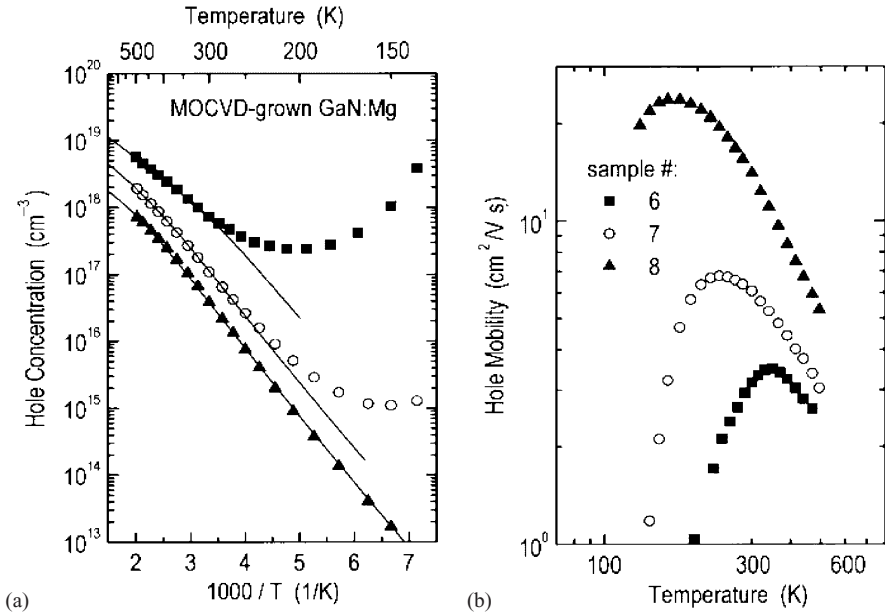 Temperature (K)
500 300 200 150
10^20
MOCVD-grown GaN:Mg
10^19
10^18
10^17
10^16
10^15
10^14
10^13
Hole Concentration (cm^-3)
2 3 4 5 6 7
1000 / T (1/K)
(a)
sample #:
6
7
8
10^1
10^0
Hole Mobility (cm^2/V s)
100 300 600
Temperature (K)
(b)